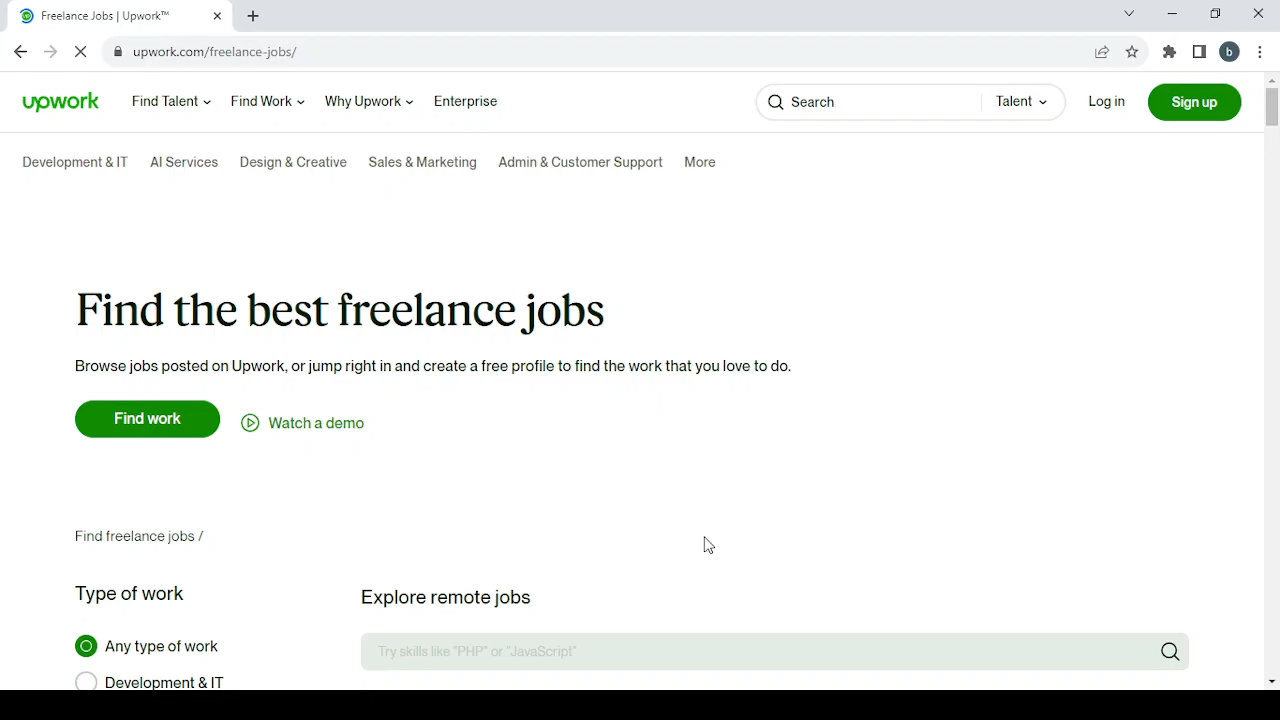 Freelance Jobs | Upwork™
upwork.com/freelance-jobs/
b
upwork
Find Talent
Find Work
Why Upwork
Enterprise
Search
Talent
Log in
Sign up
Development & IT
AI Services
Design & Creative
Sales & Marketing
Admin & Customer Support
More
Find the best freelance jobs
Browse jobs posted on Upwork, or jump right in and create a free profile to find the work that you love to do.
Find work
Watch a demo
Find freelance jobs /
Type of work
Explore remote jobs
Any type of work
Try skills like "PHP" or "JavaScript"
Development & IT